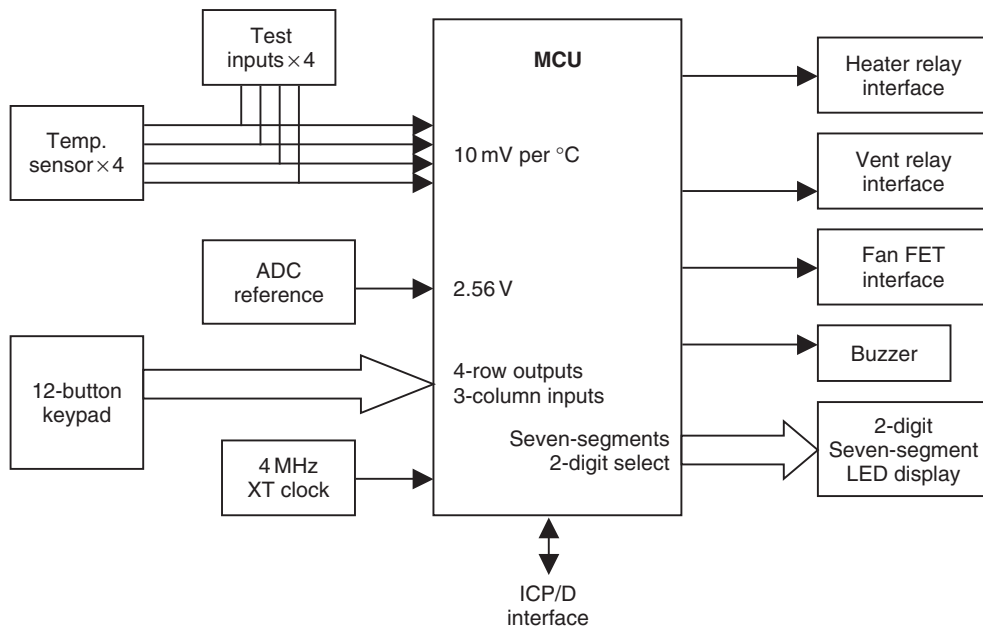 Test
inputs × 4
Temp.
sensor × 4
ADC
reference
12-button
keypad
4 MHz
XT clock
MCU
10 mV per °C
2.56 V
4-row outputs
3-column inputs
Seven-segments
2-digit select
Heater relay
interface
Vent relay
interface
Fan FET
interface
Buzzer
2-digit
Seven-segment
LED display
ICP/D
interface